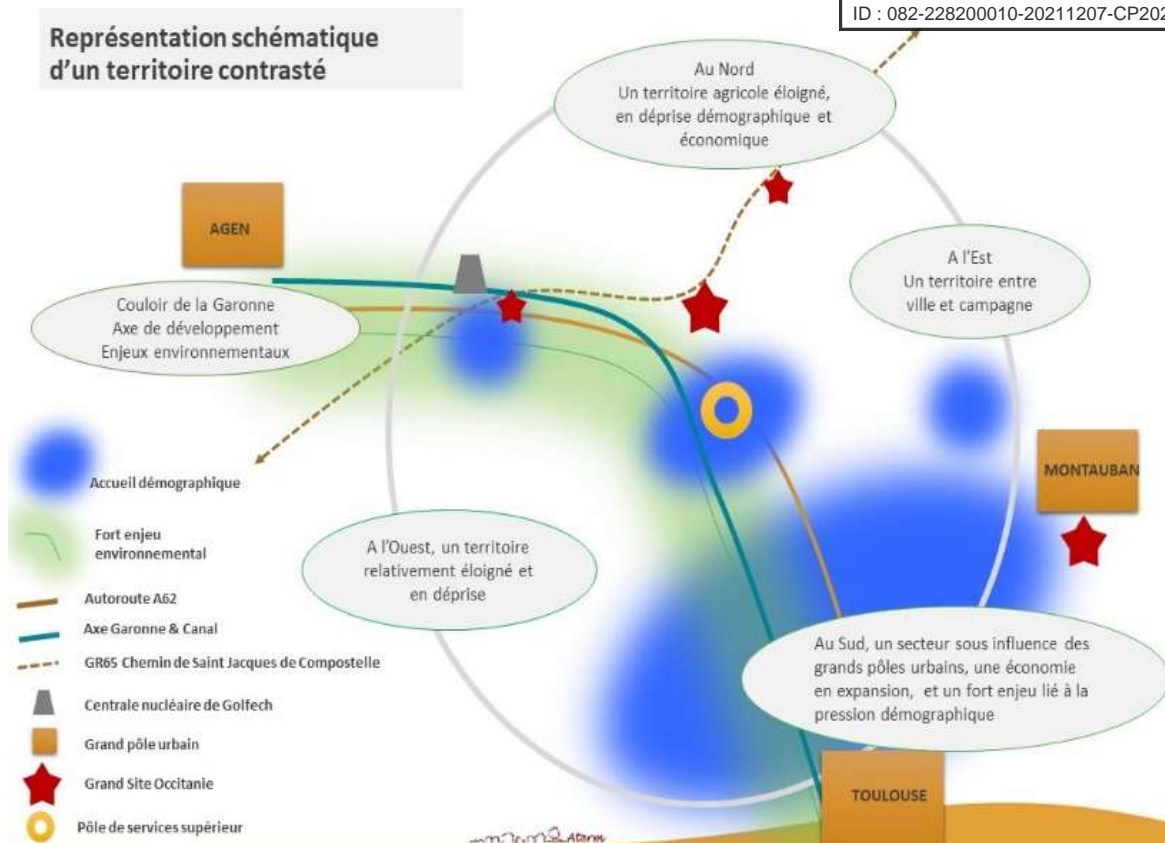 ID : 082-228200010-20211207-CP202
Représentation schématique
d'un territoire contrasté
Au Nord
Un territoire agricole éloigné,
en déprise démographique et
économique
AGEN
A l'Est
Un territoire entre
ville et campagne
Couloir de la Garonne
Axe de développement
Enjeux environnementaux
MONTAUBAN
Accueil démographique
Fort enjeu
environnemental
A l'Ouest, un territoire
relativement éloigné et
en déprise
Autoroute A62
Axe Garonne & Canal
GR65 Chemin de Saint Jacques de Compostelle
Au Sud, un secteur sous influence des
grands pôles urbains, une économie
en expansion, et un fort enjeu lié à la
pression démographique
Centrale nucléaire de Golfech
Grand pôle urbain
Grand Site Occitanie
TOULOUSE
Pôle de services supérieur